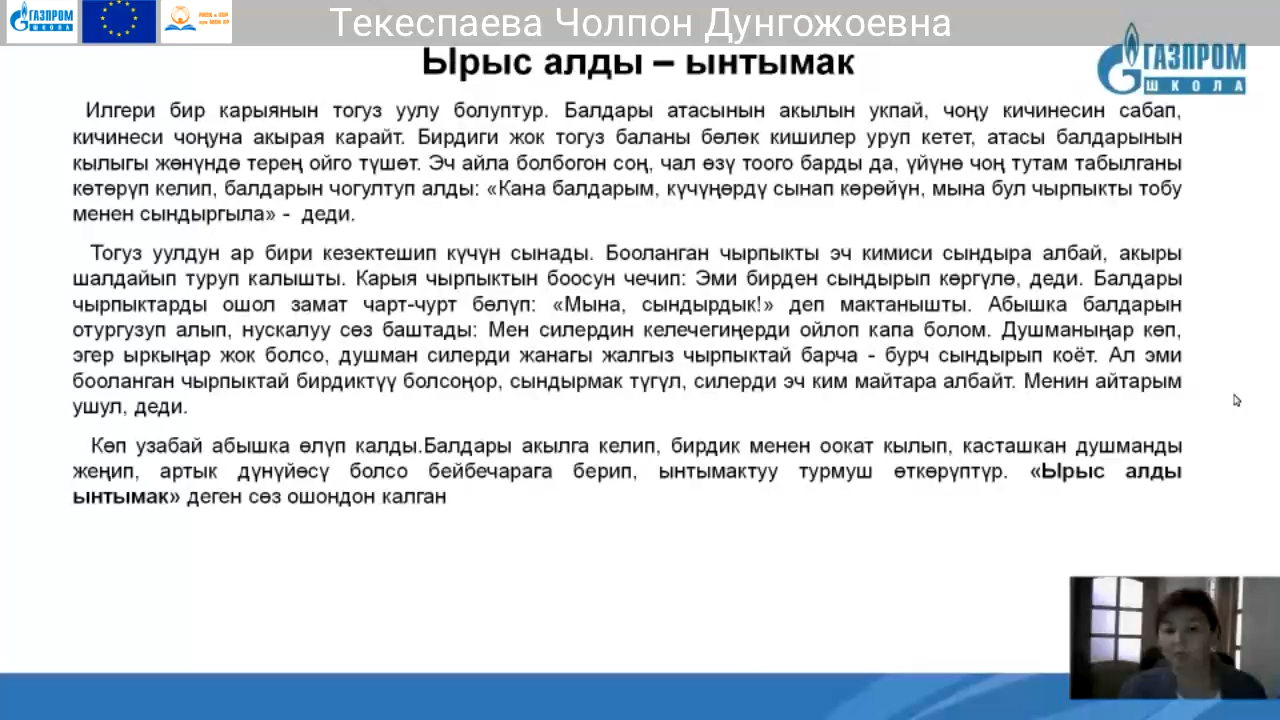 ГАЗПРОМ
ШКОЛА
Текеспаева Чолпон Дунгожоевна
ГАЗПРОМ
ШКОЛА
Ырыс алды – ынтымак
Илгери бир карыянын тогуз уулу болуптур. Балдары атасынын акылын укпай, чоңу кичинесин сабап,
кичинеси чоңуна акырая карайт. Бирдиги жок тогуз баланы бөлөк кишилер уруп кетет, атасы балдарынын
кылыгы жөнүндө терең ойго түшөт. Эч айла болбогон соң, чал өзү тоого барды да, үйүнө чоң тутам табылганы
көтөрүп келип, балдарын чогултуп алды: «Кана балдарым, күчүңөрдү сынап көрөйүн, мына бул чырпыкты тобу
менен сындыргыла» - деди.
Тогуз уулдун ар бири кезектешип күчүн сынады. Бооланган чырпыкты эч кимиси сындыра албай, акыры
шалдайып туруп калышты. Карыя чырпыктын боосун чечип: Эми бирден сындырып көргүлө, деди. Балдары
чырпыктарды ошол замат чарт-чурт бөлүп: «Мына, сындырдык!» деп мактанышты. Абышка балдарын
отургузуп алып, нускалуу сөз баштады: Мен силердин келечегиңерди ойлоп капа болом. Душманыңар көп,
эгер ыркыңар жок болсо, душман силерди жанагы жалгыз чырпыктай барча - бурч сындырып коёт. Ал эми
бооланган чырпыктай бирдиктүү болсоңор, сындырмак түгүл, силерди эч ким майтара албайт. Менин айтарым
ушул, деди.
Көп узабай абышка өлүп калды.Балдары акылга келип, бирдик менен оокат кылып, касташкан душманды
жеңип, артык дүнүйөсү болсо бейбечарага берип, ынтымактуу турмуш өткөрүптүр. «Ырыс алды
ынтымак» деген сөз ошондон калган